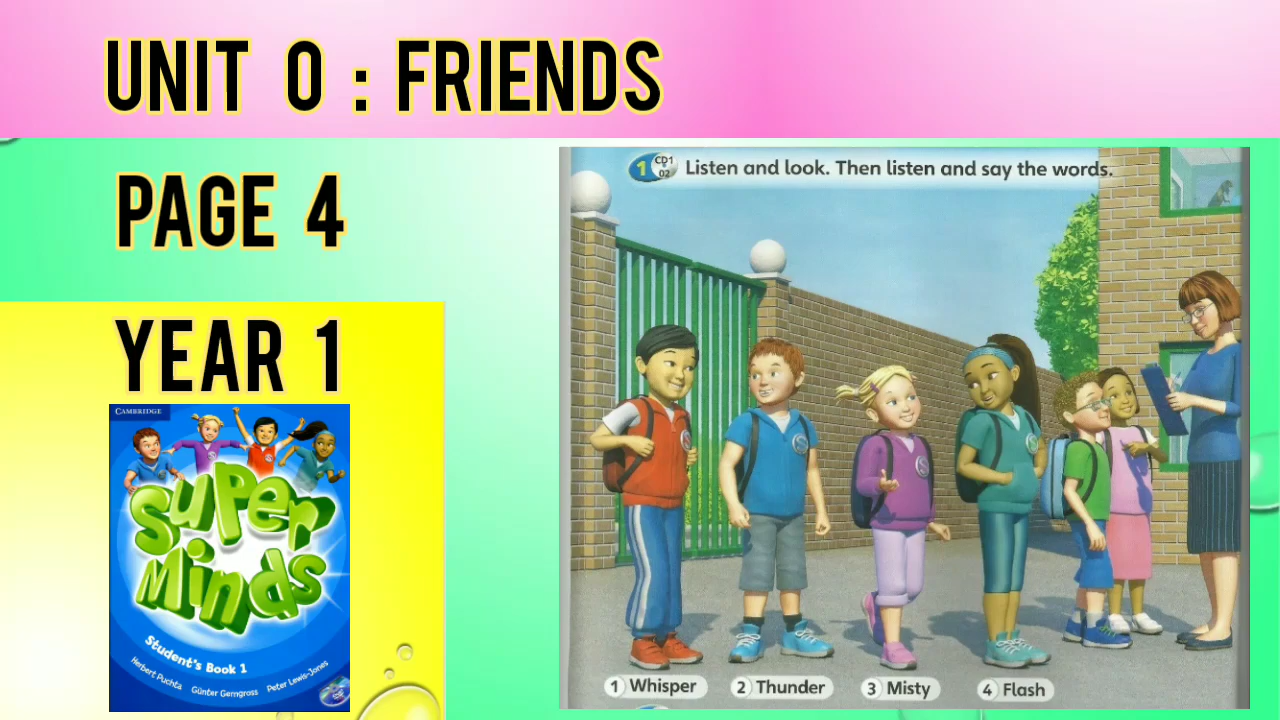 UNIT 0 : FRIENDS
PAGE 4
YEAR 1
CAMBRIDGE
Super
Minds
Student's Book 1
Herbert Puchta Günter Gerngross Peter Lewis-Jones
1 CD1 02 Listen and look. Then listen and say the words.
1 Whisper
2 Thunder
3 Misty
4 Flash